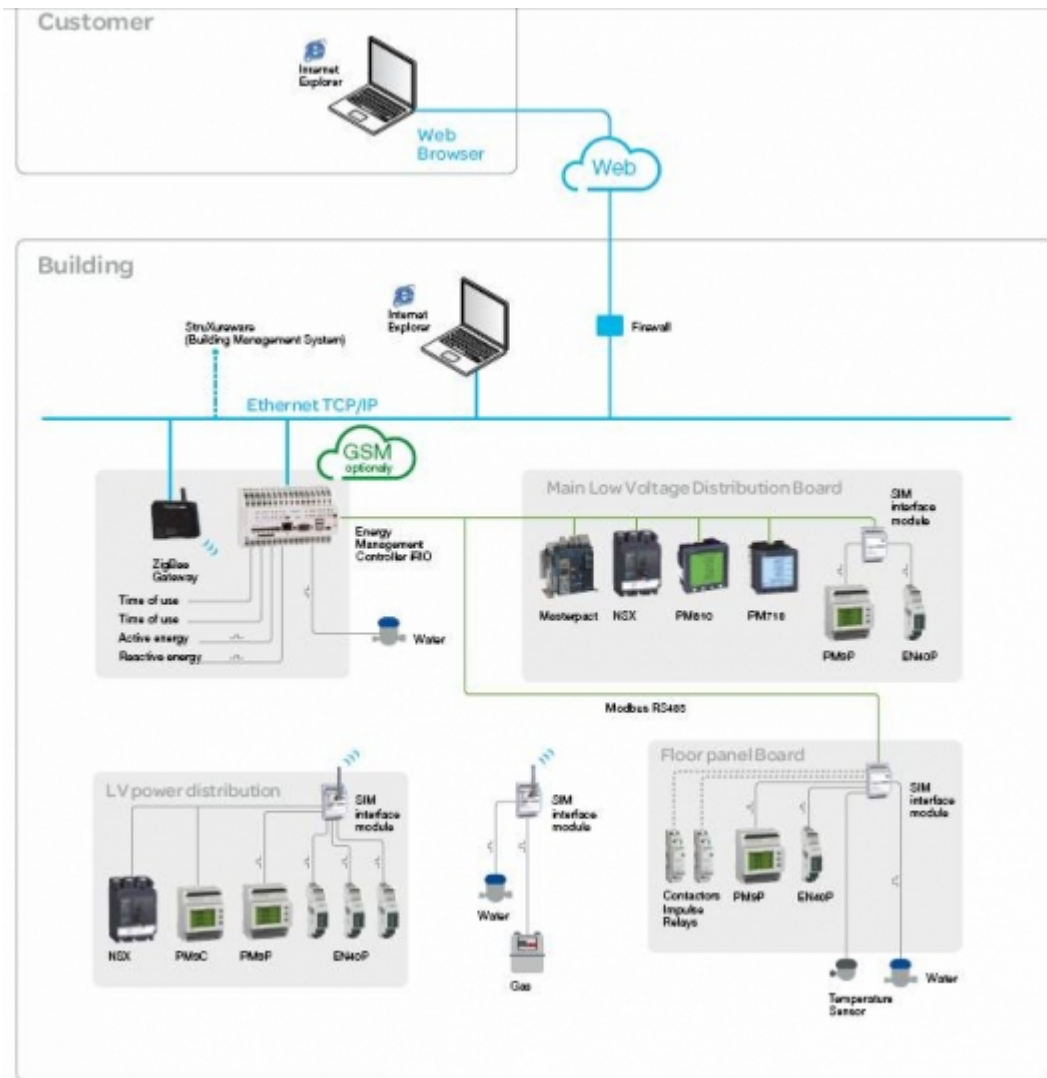 Customer
Internet
Explorer
Web
Browser
Web
Building
Internet
Explorer
Firewall
StruXureware
(Building Management System)
Ethernet TCP/IP
GSM
optionaly
Main Low Voltage Distribution Board
SIM
interface
module
Energy
Management
Controller iRIO
ZigBee
Gateway
Time of use
Time of use
Active energy
Reactive energy
Water
Masterpact
NSX
PM810
PM710
PM9P
EN40P
Modbus RS485
LV power distribution
SIM
interface
module
NSX
PM9C
PM9P
EN40P
SIM
interface
module
Water
Gas
Floor panel Board
SIM
interface
module
Contactors
Impulse
Relays
PM9P
EN40P
Temperature
Sensor
Water